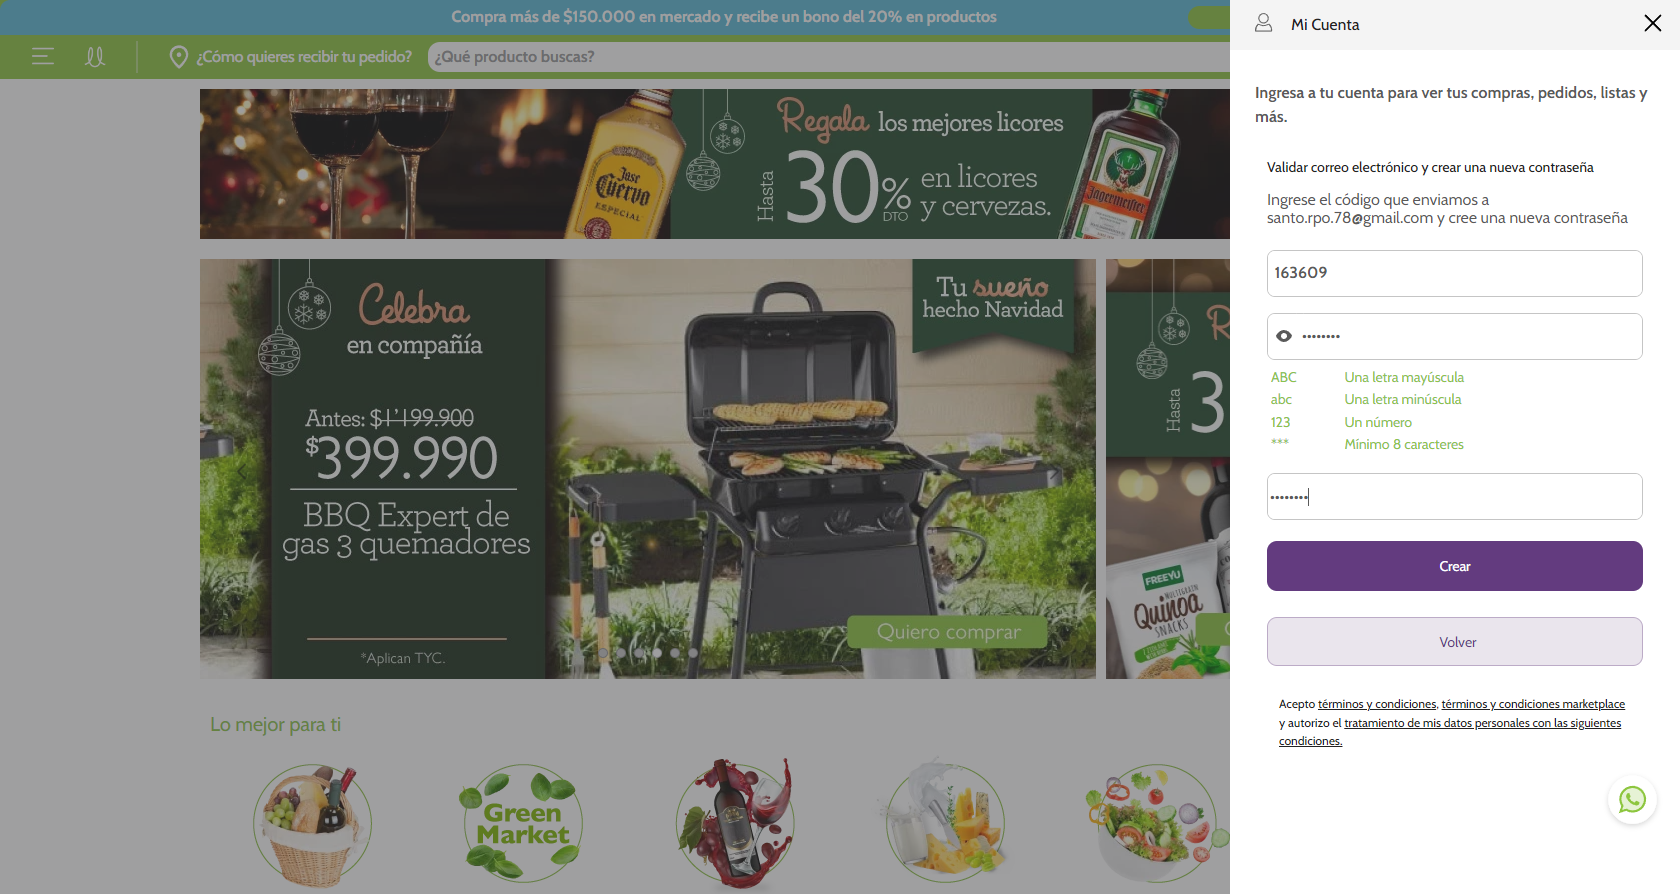 Compra más de $150.000 en mercado y recibe un bono del 20% en productos
¿Cómo quieres recibir tu pedido?
¿Qué producto buscas?
Regala los mejores licores
Hasta 30% DTO en licores
y cervezas.
Jose
Cuervo
ESPECIAL
Jägermeister
Celebra
en compañía
Antes: $1'199.900
$399.990
BBQ Expert de
gas 3 quemadores
*Aplican TYC.
Tu sueño
hecho Navidad
Quiero comprar
R
Hasta 3
FREEYU
MULTIGRAIN
Quinoa
SNACKS
Lo mejor para ti
Green
Market
Mi Cuenta
Ingresa a tu cuenta para ver tus compras, pedidos, listas y
más.
Validar correo electrónico y crear una nueva contraseña
Ingrese el código que enviamos a
santo.rpo.78@gmail.com y cree una nueva contraseña
163609
••••••••
ABC Una letra mayúscula
abc Una letra minúscula
123 Un número
*** Mínimo 8 caracteres
••••••••
Crear
Volver
Acepto términos y condiciones, términos y condiciones marketplace
y autorizo el tratamiento de mis datos personales con las siguientes
condiciones.